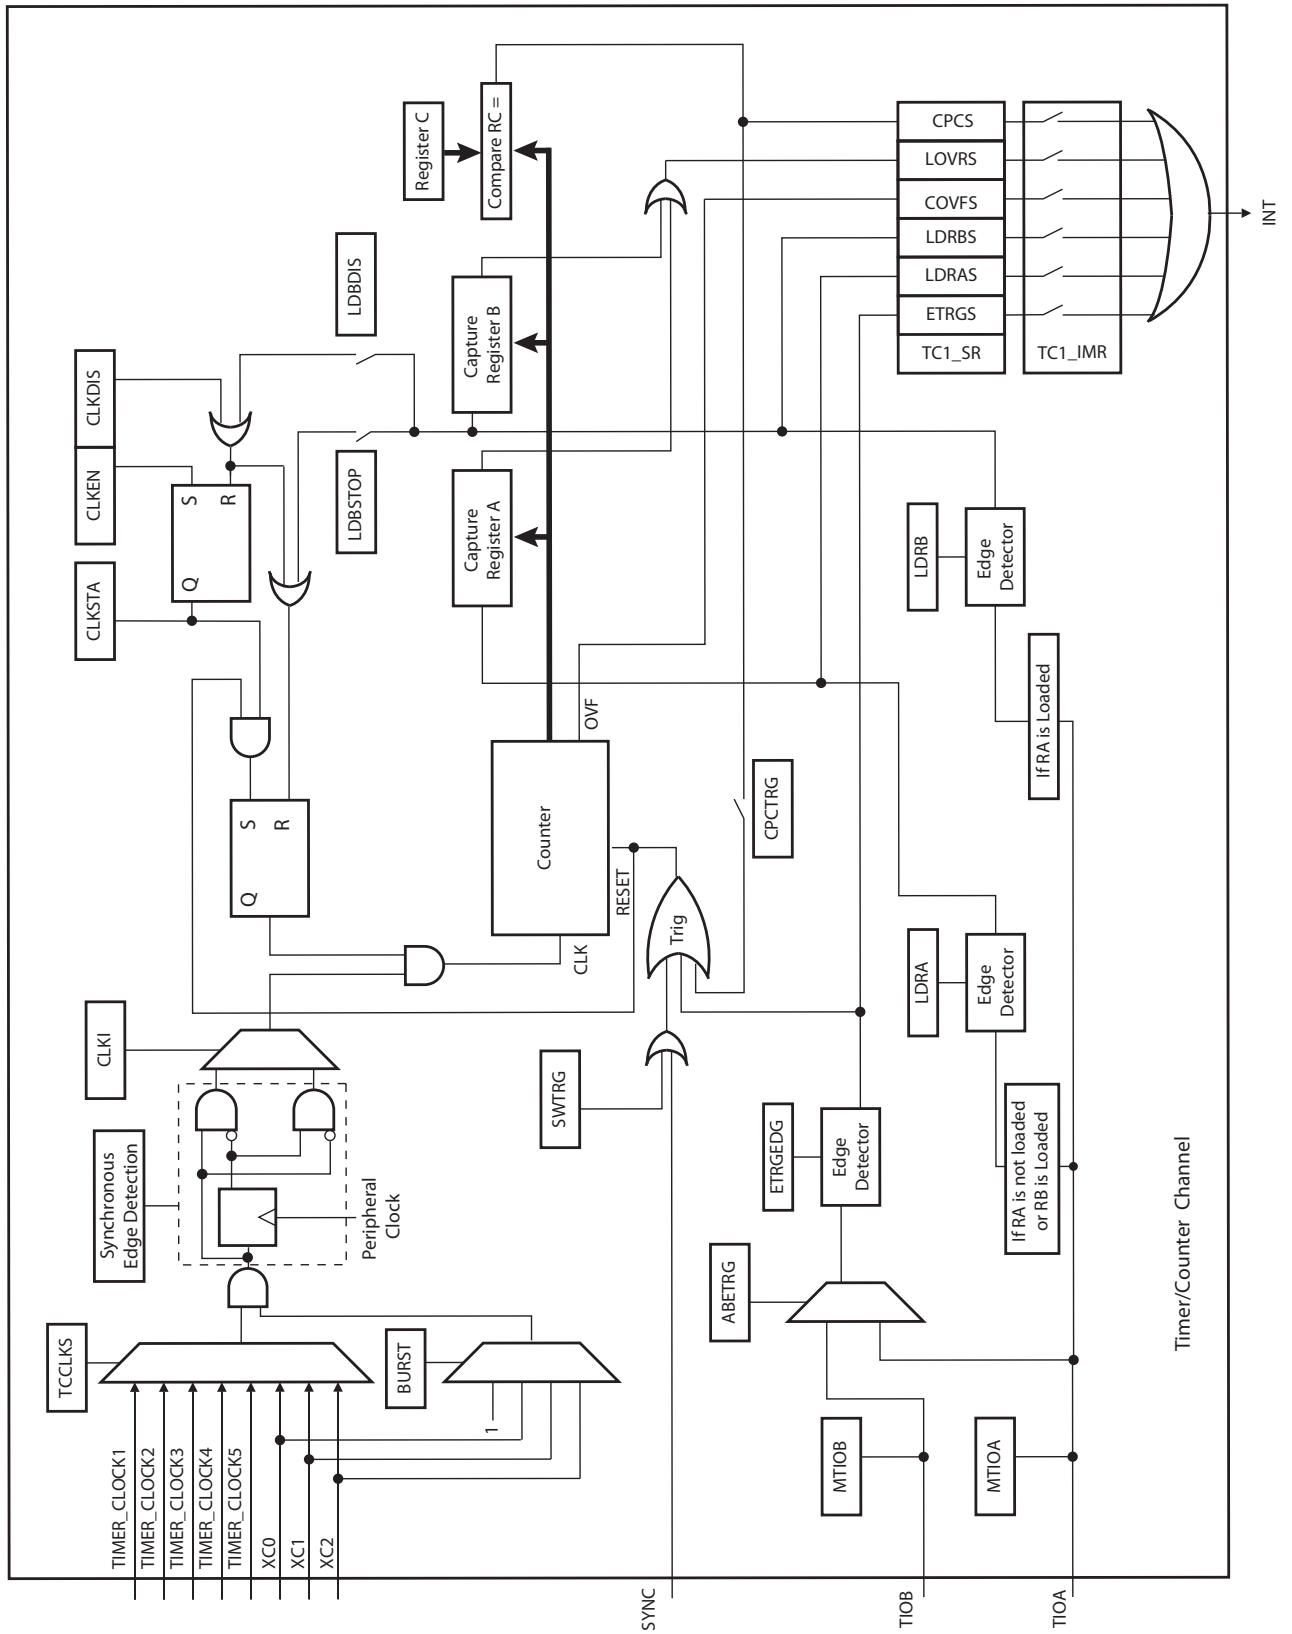 TCCLKS
TIMER_CLOCK1
TIMER_CLOCK2
TIMER_CLOCK3
TIMER_CLOCK4
TIMER_CLOCK5
XC0
XC1
XC2
Synchronous
Edge Detection
CLKI
CLKSTA
CLKEN
CLKDIS
Q
S
R
Q
S
R
BURST
1
Peripheral
Clock
LDBSTOP
LDBDIS
Register C
Capture
Register A
Capture
Register B
Compare RC =
SWTRG
CLK
Counter
OVF
RESET
Trig
CPCTRG
SYNC
ABETRG
ETRGEDG
Edge
Detector
MTIOB
TIOB
MTIOA
TIOA
LDRA
Edge
Detector
If RA is not loaded
or RB is Loaded
LDRB
Edge
Detector
If RA is Loaded
CPCS
LOVRS
COVFS
LDRBS
LDRAS
ETRGS
TC1_SR
TC1_IMR
INT
Timer/Counter Channel